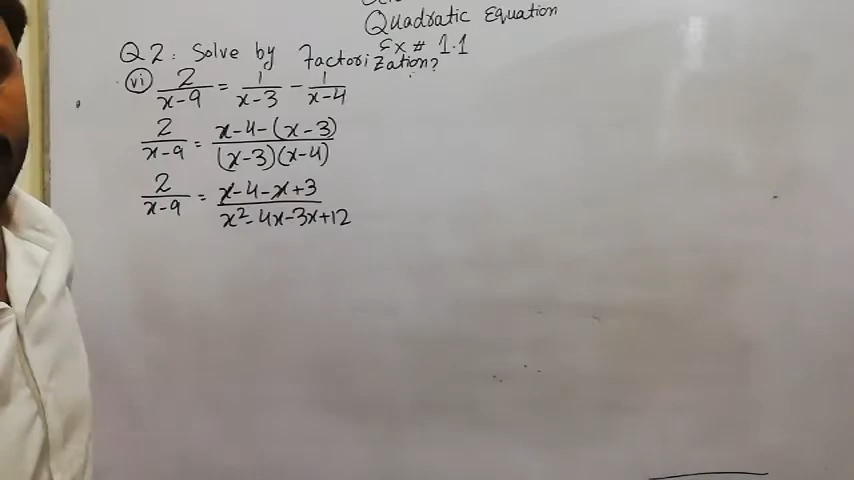 Quadratic Equation
Ex # 1.1
Q2: Solve by Factorization?
(vi) 2/(x-9) = 1/(x-3) - 1/(x-4)
2/(x-9) = (x-4-(x-3))/((x-3)(x-4))
2/(x-9) = (x-4-x+3)/(x²-4x-3x+12)